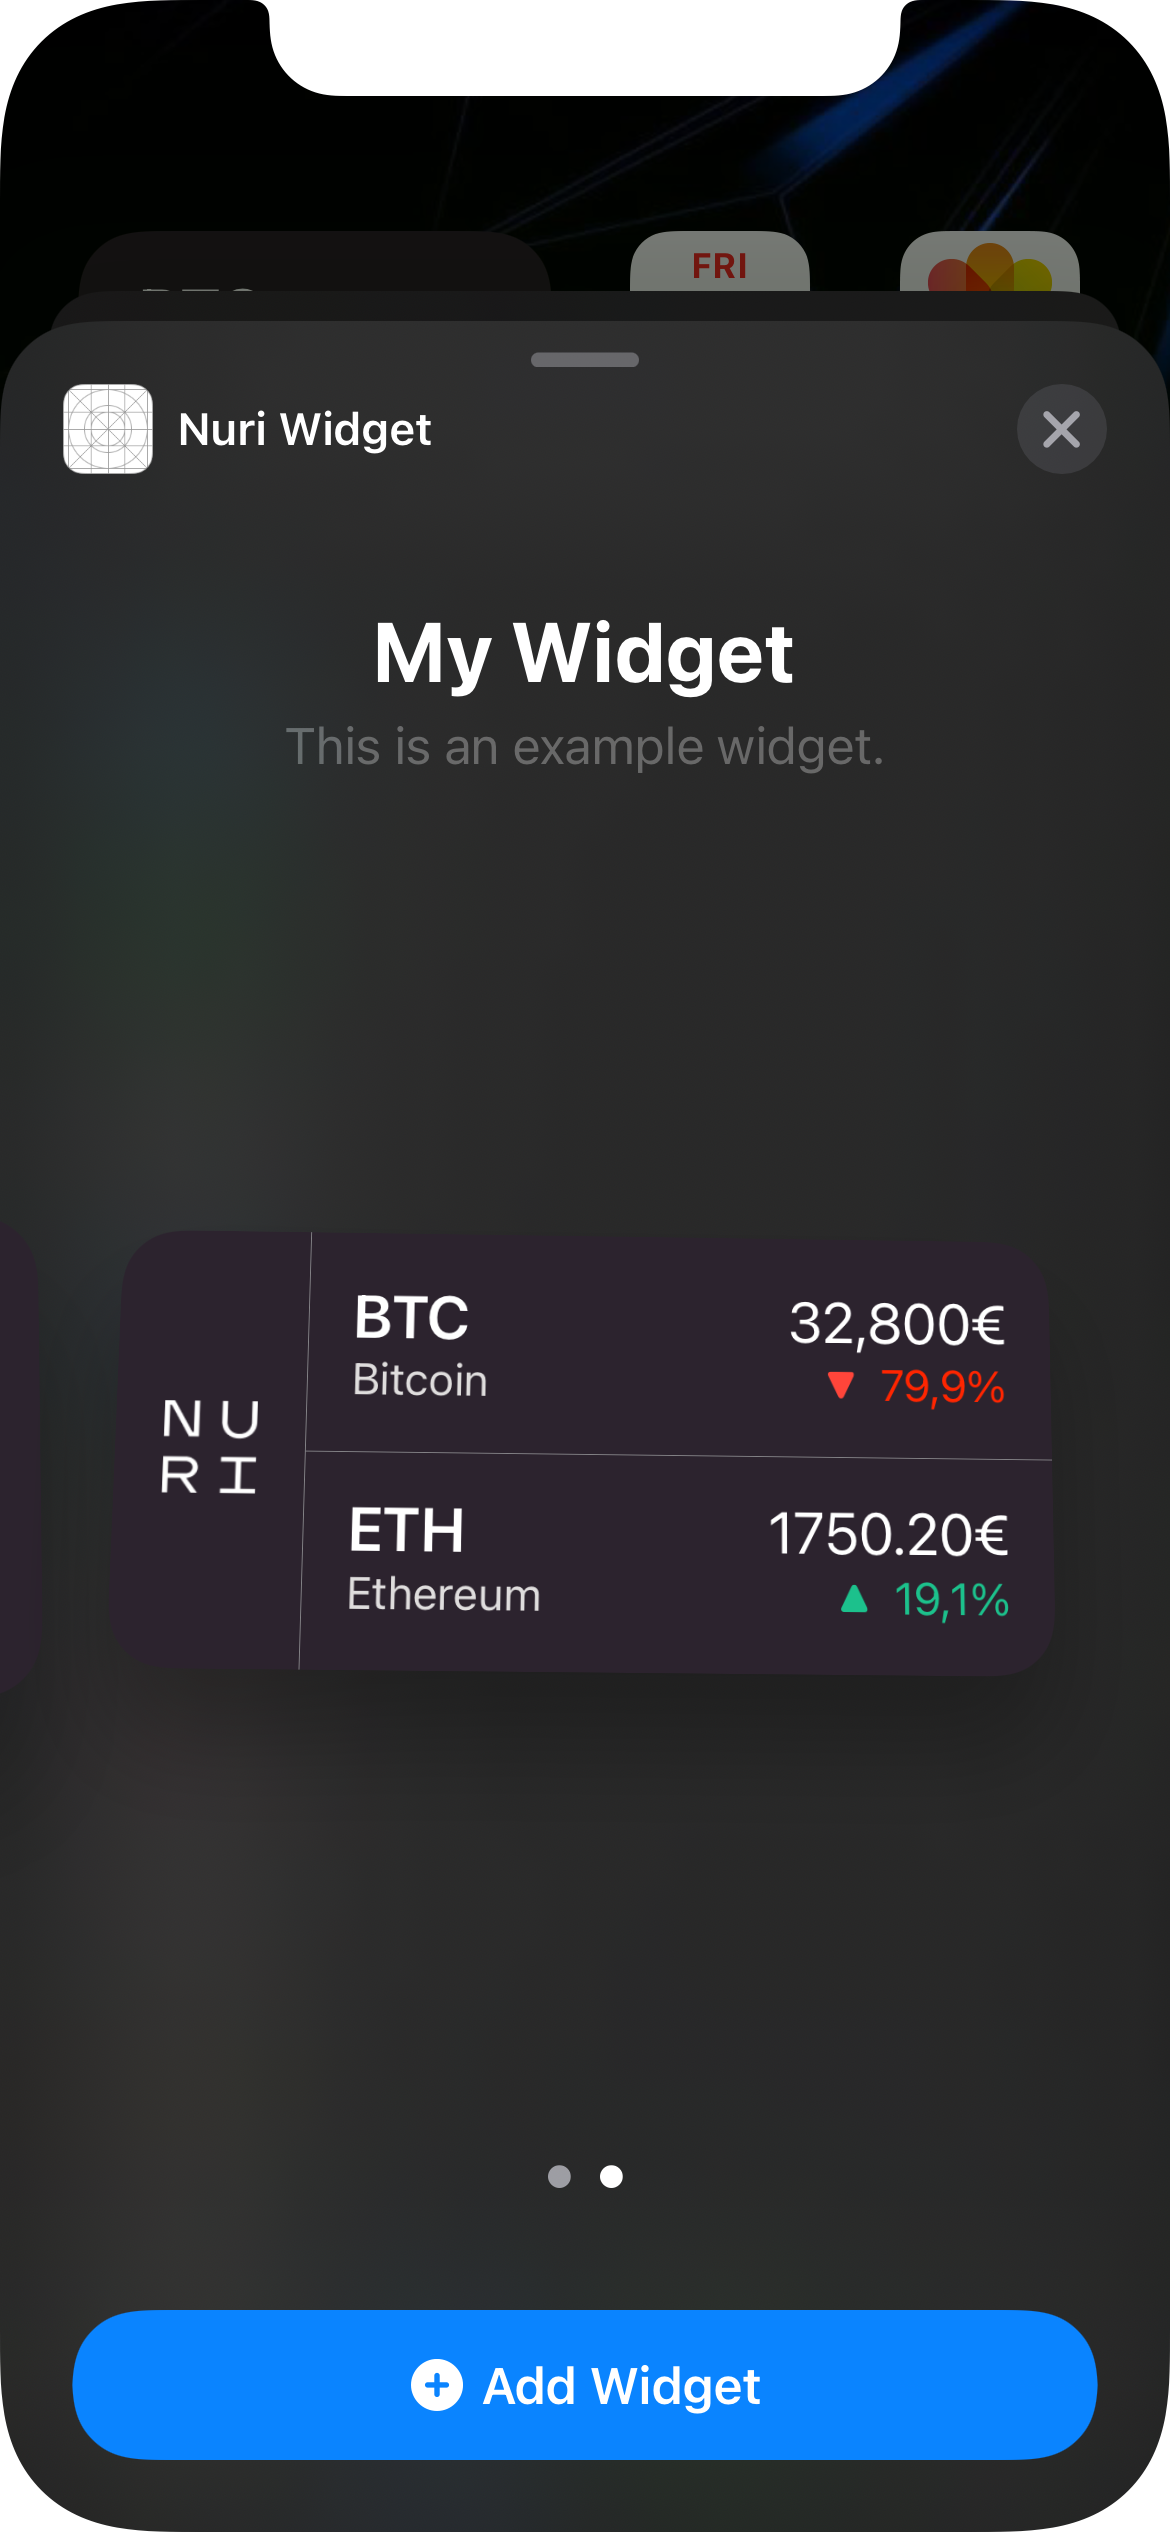 FRI
Nuri Widget
My Widget
This is an example widget.
NU
RI
BTC
32,800€
Bitcoin
79,9%
ETH
1750.20€
Ethereum
19,1%
Add Widget